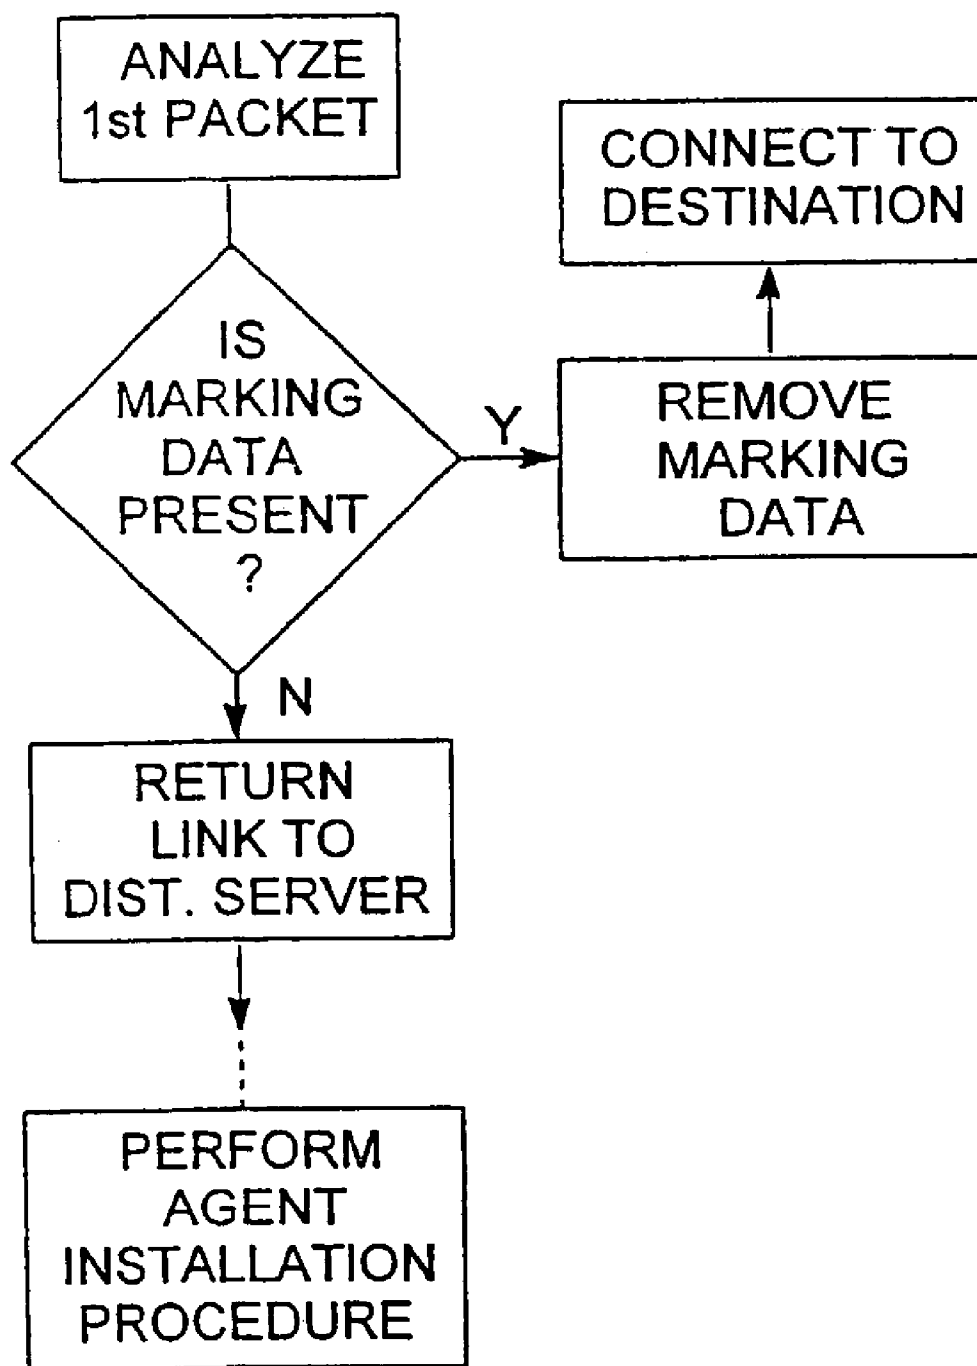 ANALYZE
1st PACKET
IS
MARKING
DATA
PRESENT
?
Y
REMOVE
MARKING
DATA
CONNECT TO
DESTINATION
N
RETURN
LINK TO
DIST. SERVER
PERFORM
AGENT
INSTALLATION
PROCEDURE